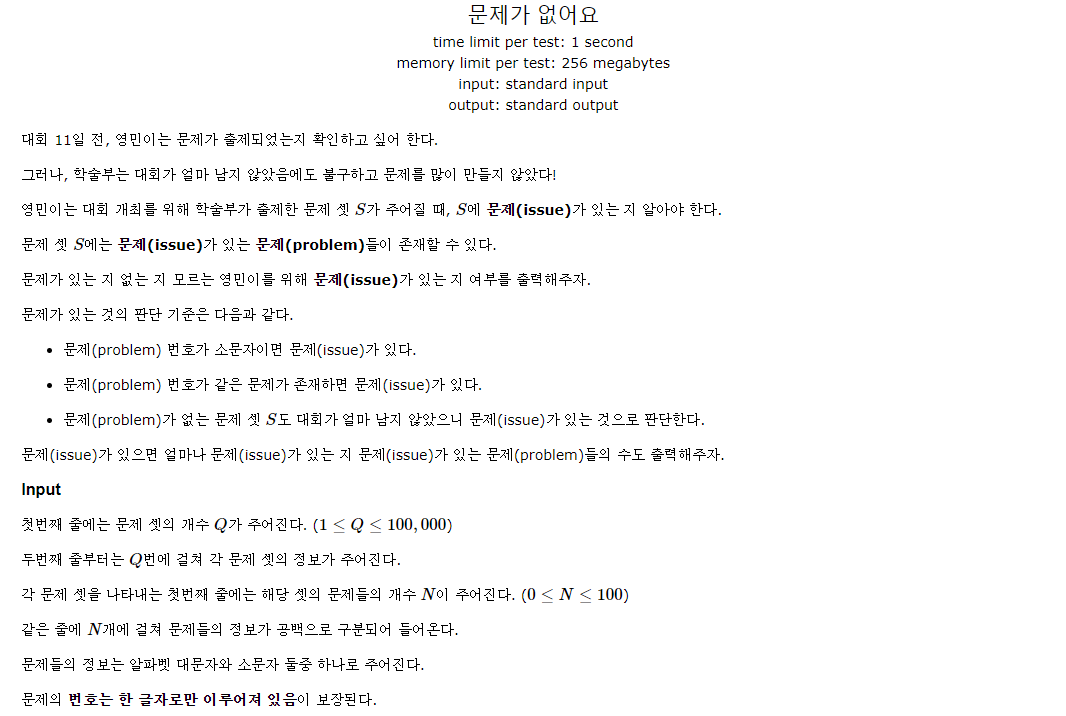 문제가 없어요
time limit per test: 1 second
memory limit per test: 256 megabytes
input: standard input
output: standard output
대회 11일 전, 영민이는 문제가 출제되었는지 확인하고 싶어 한다.
그러나, 학술부는 대회가 얼마 남지 않았음에도 불구하고 문제를 많이 만들지 않았다!
영민이는 대회 개최를 위해 학술부가 출제한 문제 셋 S가 주어질 때, S에 문제(issue)가 있는 지 알아야 한다.
문제 셋 S에는 문제(issue)가 있는 문제(problem)들이 존재할 수 있다.
문제가 있는 지 없는 지 모르는 영민이를 위해 문제(issue)가 있는 지 여부를 출력해주자.
문제가 있는 것의 판단 기준은 다음과 같다.
• 문제(problem) 번호가 소문자이면 문제(issue)가 있다.
• 문제(problem) 번호가 같은 문제가 존재하면 문제(issue)가 있다.
• 문제(problem)가 없는 문제 셋 S도 대회가 얼마 남지 않았으니 문제(issue)가 있는 것으로 판단한다.
문제(issue)가 있으면 얼마나 문제(issue)가 있는 지 문제(issue)가 있는 문제(problem)들의 수도 출력해주자.
Input
첫번째 줄에는 문제 셋의 개수 Q가 주어진다. (1 ≤ Q ≤ 100,000)
두번째 줄부터는 Q번에 걸쳐 각 문제 셋의 정보가 주어진다.
각 문제 셋을 나타내는 첫번째 줄에는 해당 셋의 문제들의 개수 N이 주어진다. (0 ≤ N ≤ 100)
같은 줄에 N개에 걸쳐 문제들의 정보가 공백으로 구분되어 들어온다.
문제들의 정보는 알파벳 대문자와 소문자 둘중 하나로 주어진다.
문제의 번호는 한 글자로만 이루어져 있음이 보장된다.